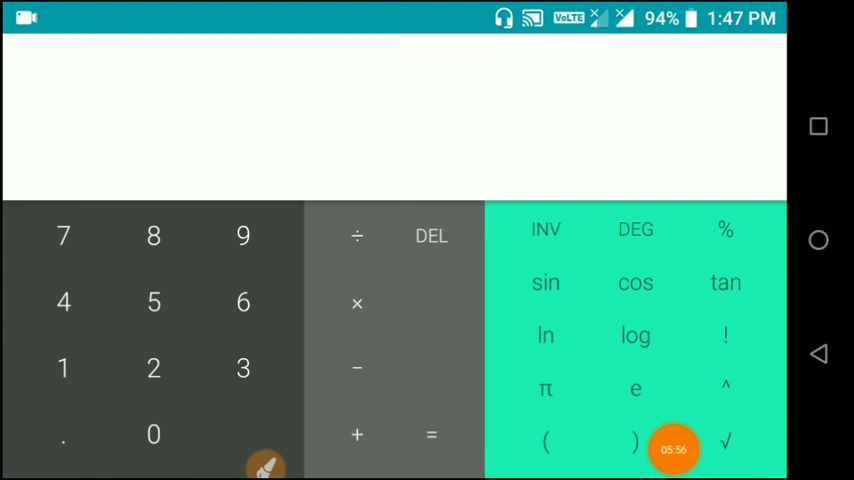 VoLTE 94% 1:47 PM
7 8 9 ÷ DEL INV DEG %
4 5 6 × sin cos tan
1 2 3 − ln log !
. 0 + = π e ^
( ) √
05:56